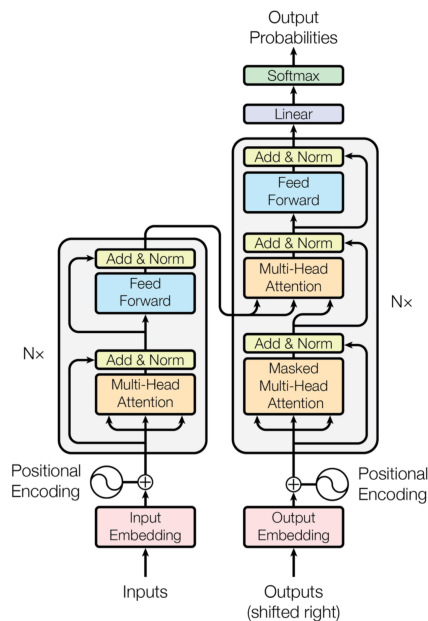 Output
Probabilities
Softmax
Linear
Add & Norm
Feed
Forward
Add & Norm
Multi-Head
Attention
Add & Norm
Masked
Multi-Head
Attention
N×
Add & Norm
Feed
Forward
N×
Add & Norm
Multi-Head
Attention
Positional
Encoding
Positional
Encoding
Input
Embedding
Output
Embedding
Inputs
Outputs
(shifted right)